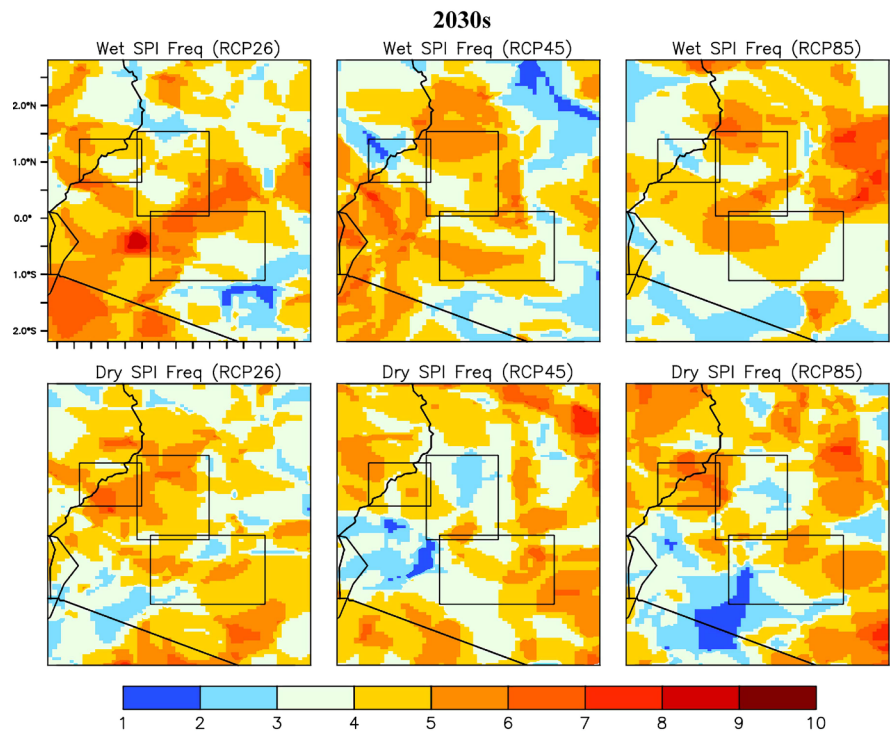 2030s
Wet SPI Freq (RCP26) Wet SPI Freq (RCP45) Wet SPI Freq (RCP85)
2.0°N
1.0°N
0.0°
1.0°S
2.0°S
Dry SPI Freq (RCP26) Dry SPI Freq (RCP45) Dry SPI Freq (RCP85)
1 2 3 4 5 6 7 8 9 10